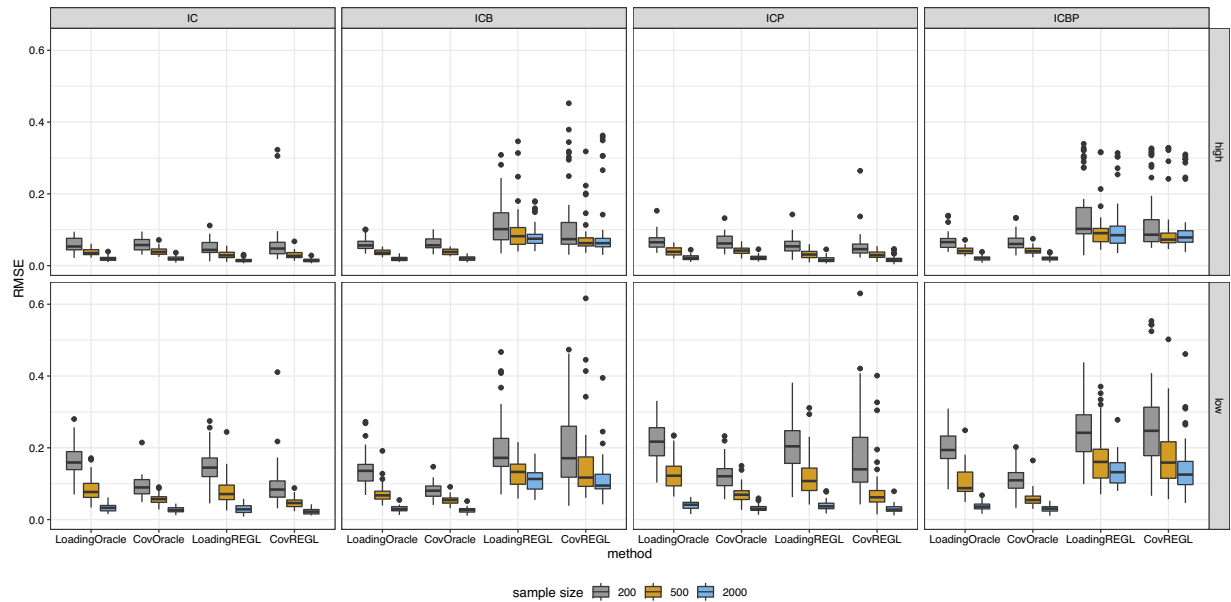 IC ICB ICP ICBP
RMSE
0.6
0.4
0.2
0.0
high
0.6
0.4
0.2
0.0
low
LoadingOracle CovOracle LoadingREGL CovREGL LoadingOracle CovOracle LoadingREGL CovREGL LoadingOracle CovOracle LoadingREGL CovREGL LoadingOracle CovOracle LoadingREGL CovREGL
method
sample size 200 500 2000